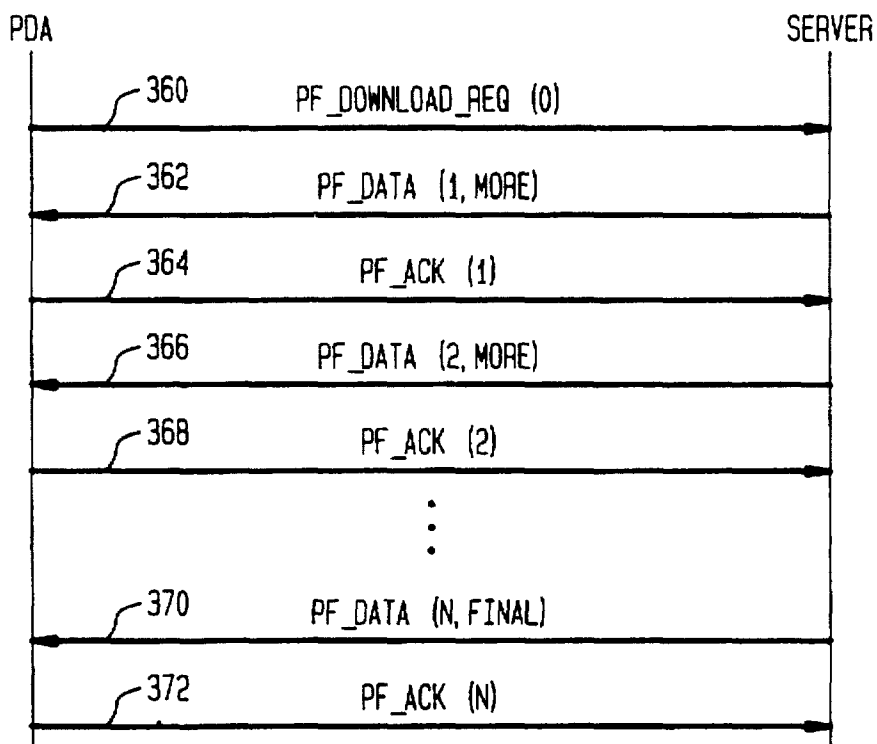 PDA SERVER
360 PF_DOWNLOAD_REQ (0)
362 PF_DATA (1, MORE)
364 PF_ACK (1)
366 PF_DATA (2, MORE)
368 PF_ACK (2)
370 PF_DATA (N, FINAL)
372 PF_ACK (N)